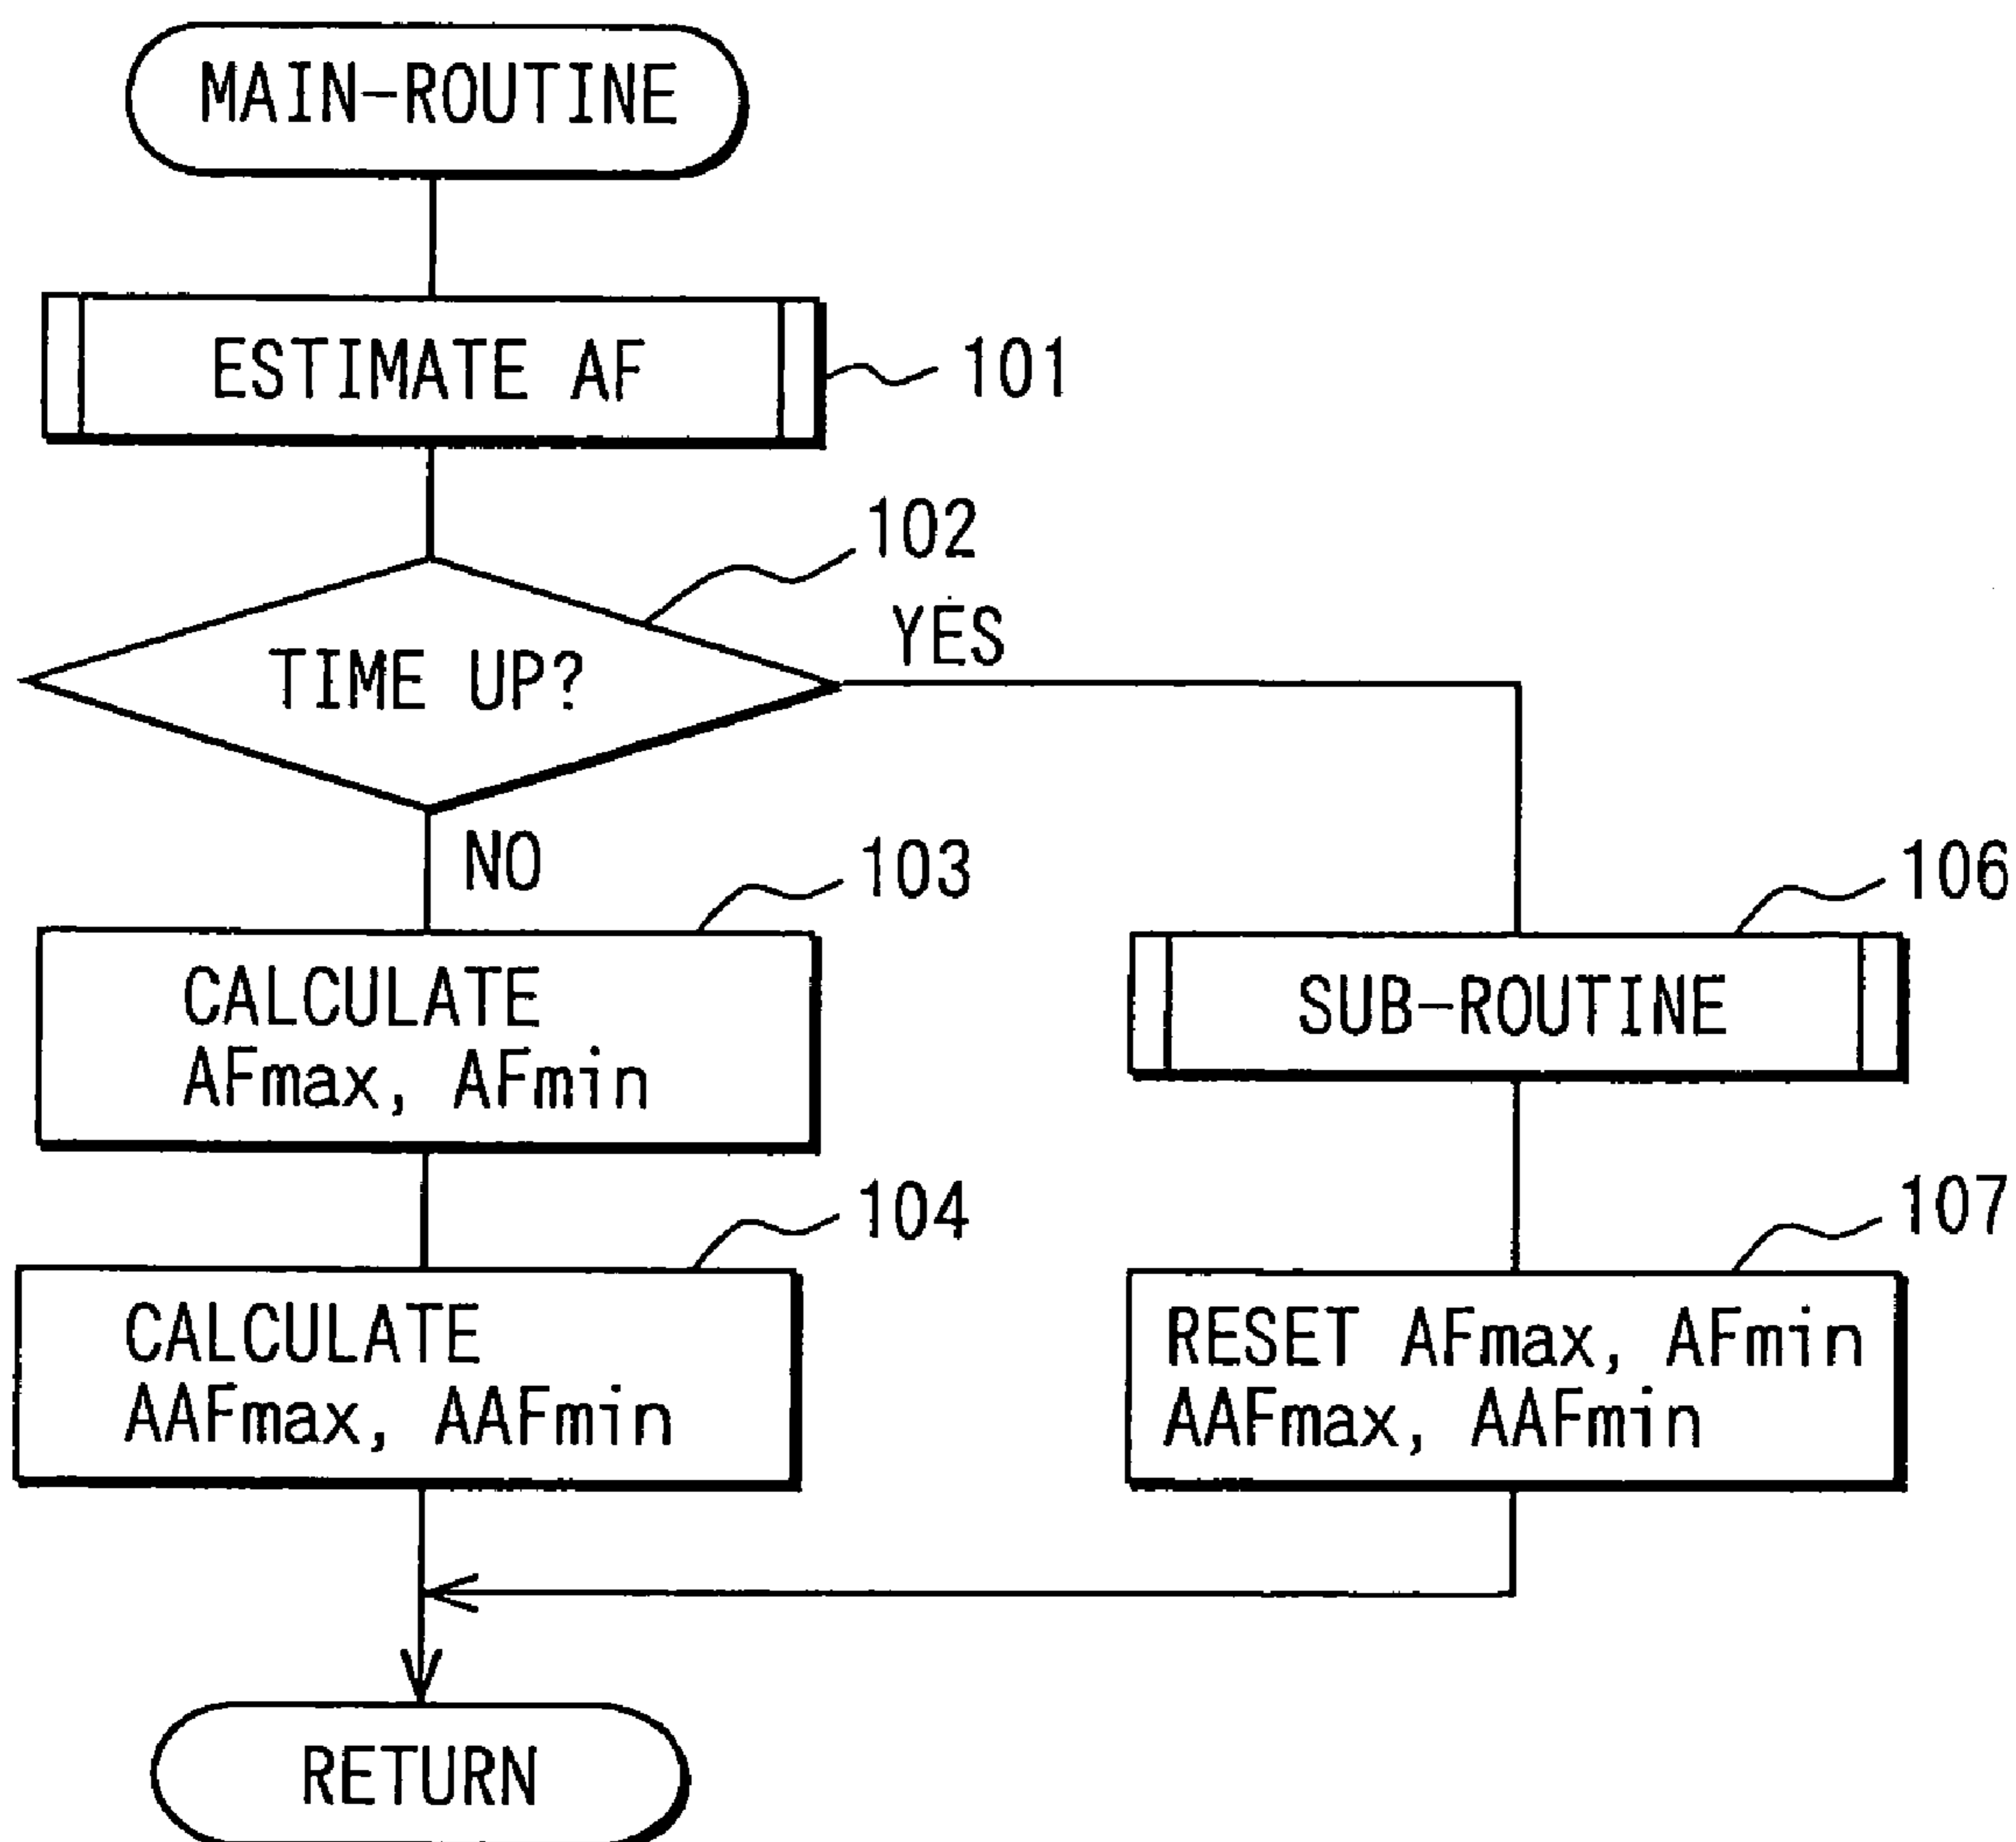 MAIN-ROUTINE
ESTIMATE AF
101
102
TIME UP?
YES
NO
103
CALCULATE
AFmax, AFmin
106
SUB-ROUTINE
104
CALCULATE
AAFmax, AAFmin
107
RESET AFmax, AFmin
AAFmax, AAFmin
RETURN